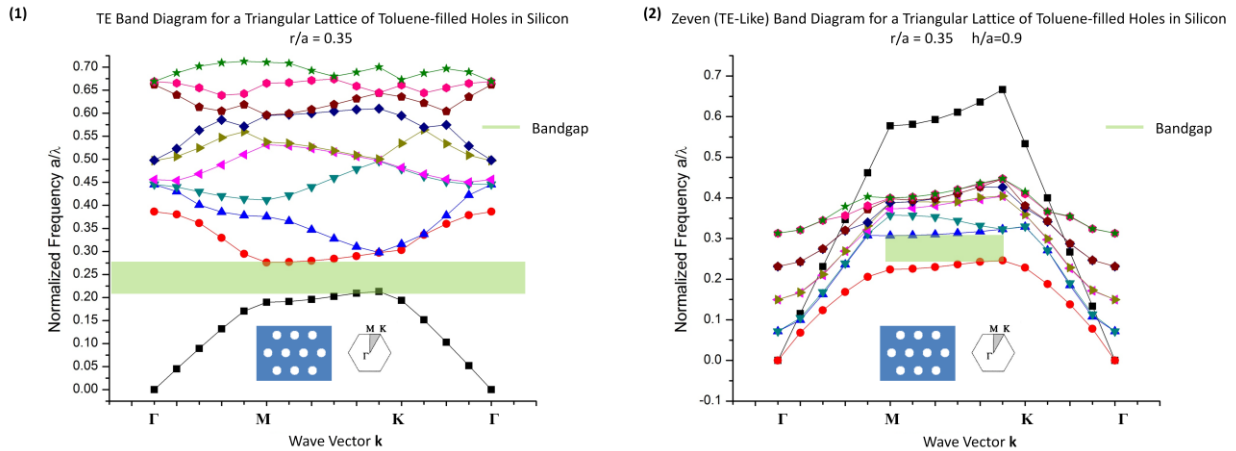 (1)
TE Band Diagram for a Triangular Lattice of Toluene-filled Holes in Silicon
r/a = 0.35
Normalized Frequency a/λ
0.70
0.65
0.60
0.55
0.50
0.45
0.40
0.35
0.30
0.25
0.20
0.15
0.10
0.05
0.00
Bandgap
M K
Γ
Γ M K Γ
Wave Vector k
(2)
Zeven (TE-Like) Band Diagram for a Triangular Lattice of Toluene-filled Holes in Silicon
r/a = 0.35 h/a=0.9
Normalized Frequency a/λ
0.7
0.6
0.5
0.4
0.3
0.2
0.1
0.0
-0.1
Bandgap
M K
Γ
Γ M K Γ
Wave Vector k